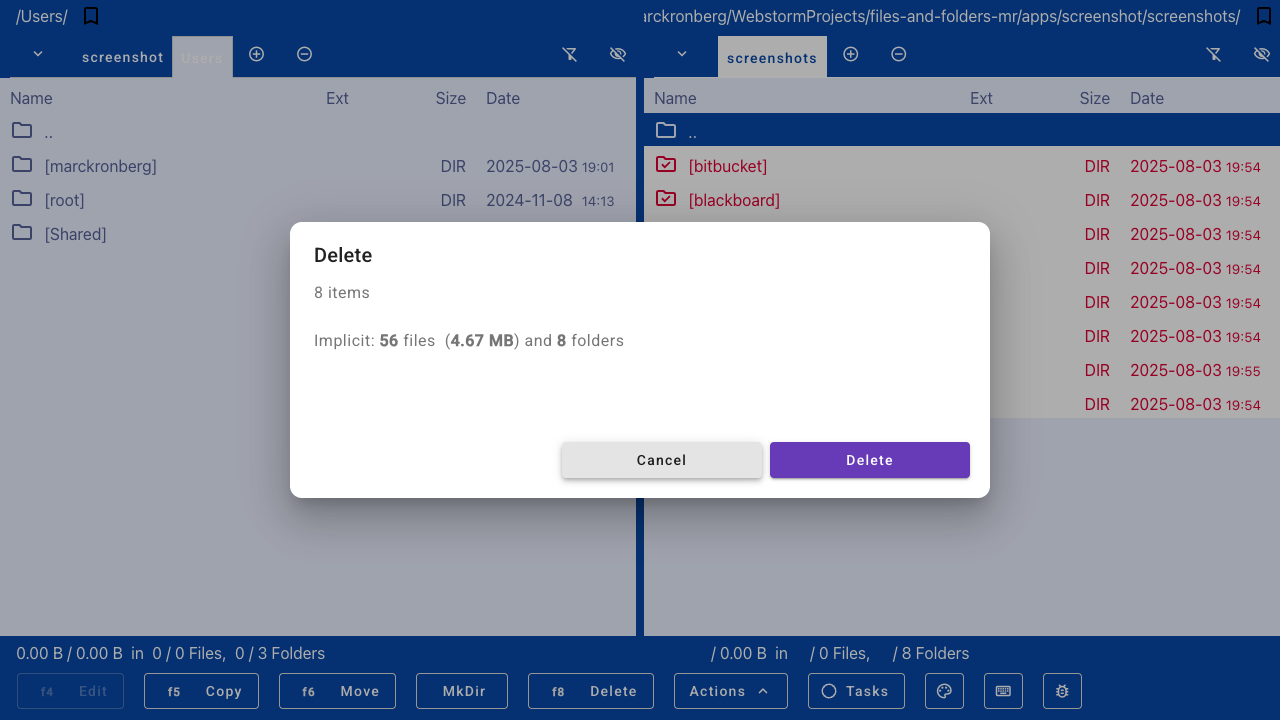 /Users/
arckronberg/WebstormProjects/files-and-folders-mr/apps/screenshot/screenshots/
screenshot Users
screenshots
Name Ext Size Date
Name Ext Size Date
..
..
[marckronberg] DIR 2025-08-03 19:01
[bitbucket] DIR 2025-08-03 19:54
[root] DIR 2024-11-08 14:13
[blackboard] DIR 2025-08-03 19:54
[Shared]
DIR 2025-08-03 19:54
DIR 2025-08-03 19:54
DIR 2025-08-03 19:54
DIR 2025-08-03 19:54
DIR 2025-08-03 19:55
DIR 2025-08-03 19:54
Delete
8 items
Implicit: 56 files (4.67 MB) and 8 folders
Cancel Delete
0.00 B / 0.00 B in 0 / 0 Files, 0 / 3 Folders
/ 0.00 B in / 0 Files, / 8 Folders
f4 Edit f5 Copy f6 Move MkDir f8 Delete Actions Tasks